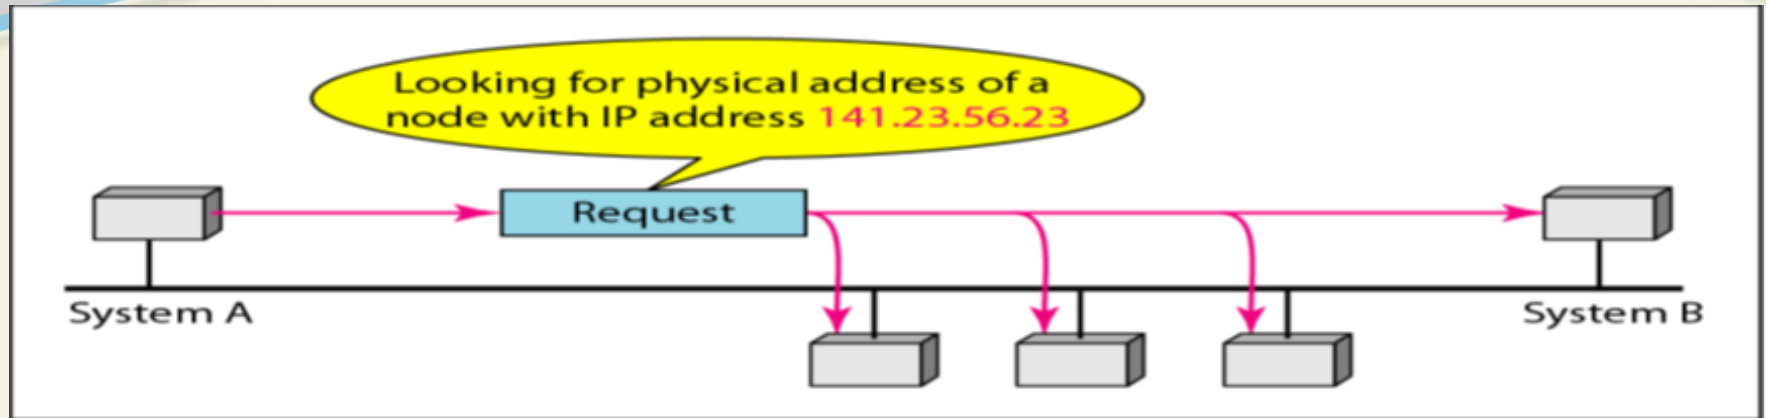 Looking for physical address of a
node with IP address 141.23.56.23
Request
System A
System B